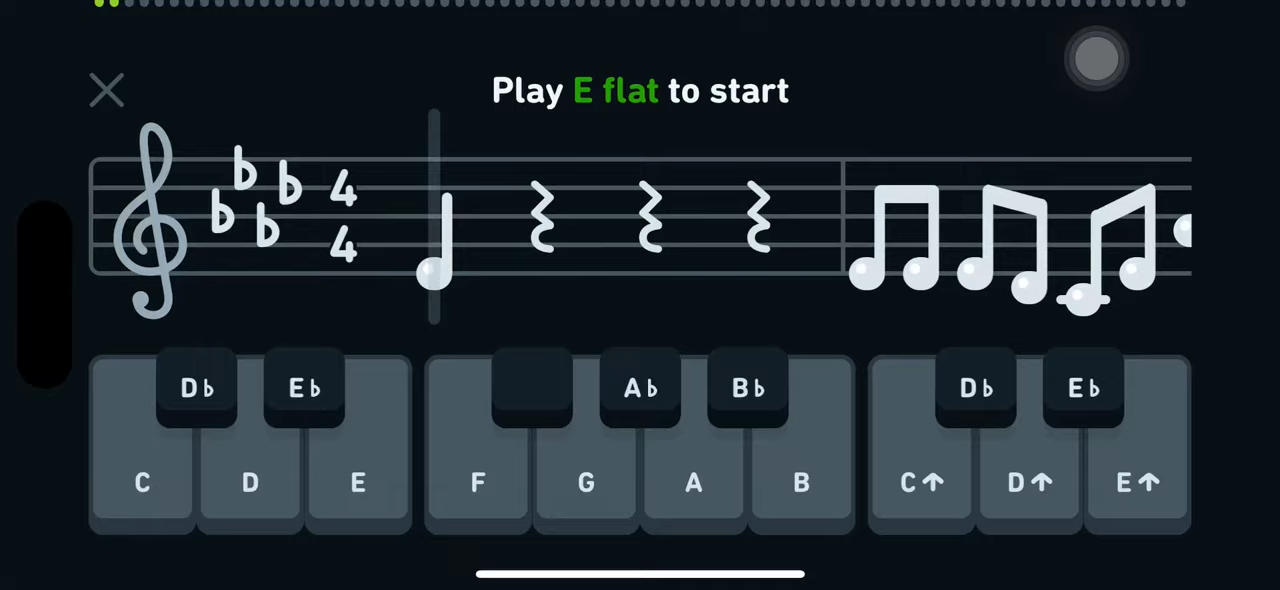 Play E flat to start
4
4
D♭ E♭ A♭ B♭ D♭ E♭
C D E F G A B C↑ D↑ E↑